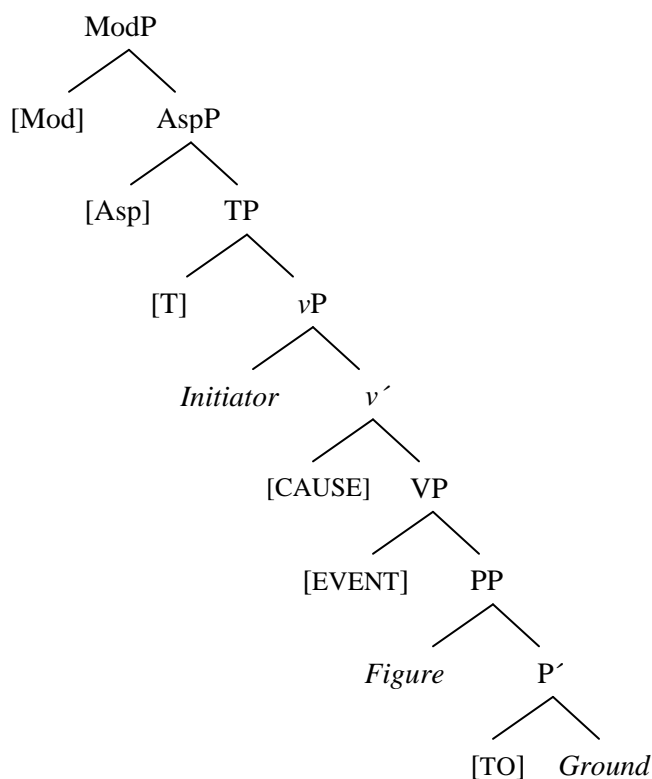 ModP
[Mod] AspP
[Asp] TP
[T] vP
Initiator v´
[CAUSE] VP
[EVENT] PP
Figure P´
[TO] Ground